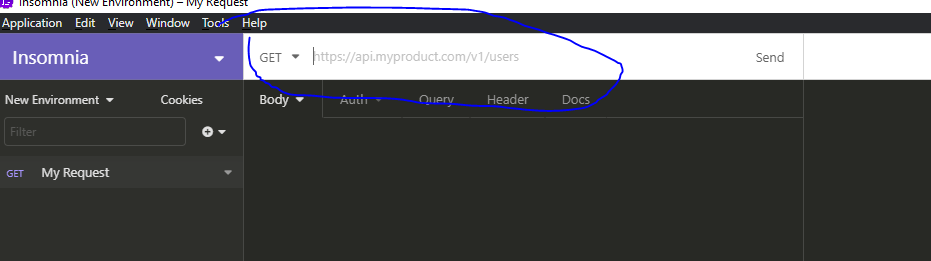 Insomnia (New Environment) – My Request
Application Edit View Window Tools Help
Insomnia GET https://api.myproduct.com/v1/users Send
New Environment Cookies Body Auth Query Header Docs
Filter
GET My Request